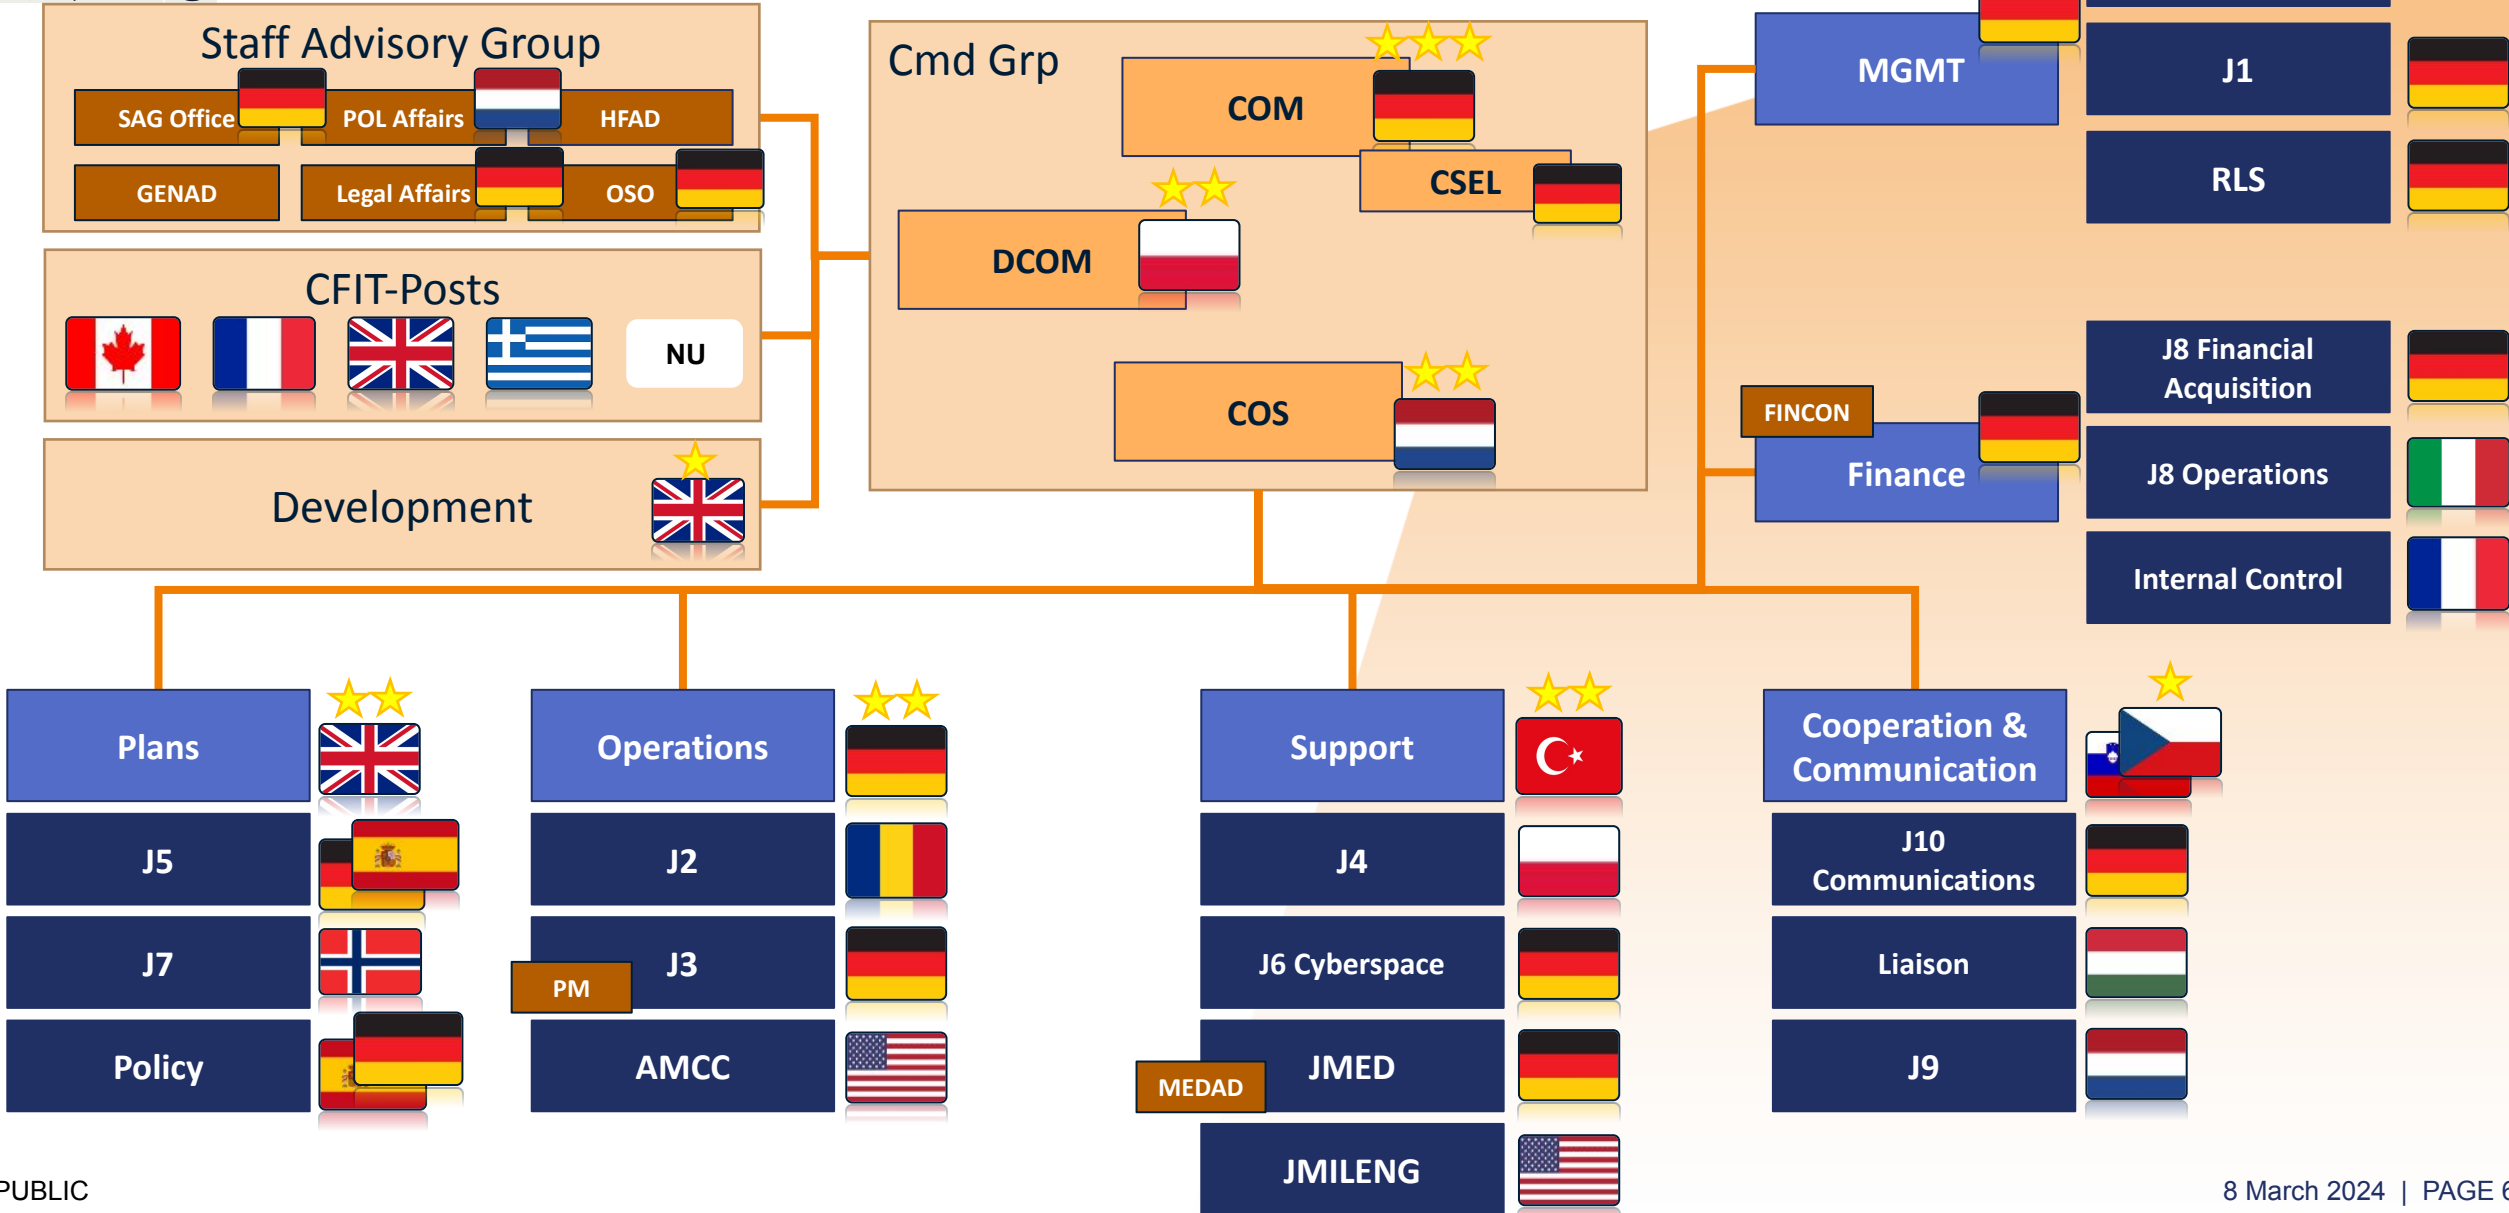 Staff Advisory Group
SAG Office
POL Affairs
HFAD
GENAD
Legal Affairs
OSO
CFIT-Posts
NU
Development
Cmd Grp
COM
CSEL
DCOM
COS
MGMT
J1
RLS
FINCON
Finance
J8 Financial
Acquisition
J8 Operations
Internal Control
Plans
J5
J7
Policy
Operations
J2
J3
PM
AMCC
Support
J4
J6 Cyberspace
JMED
MEDAD
JMILENG
Cooperation &
Communication
J10
Communications
Liaison
J9
PUBLIC
8 March 2024 | PAGE 6